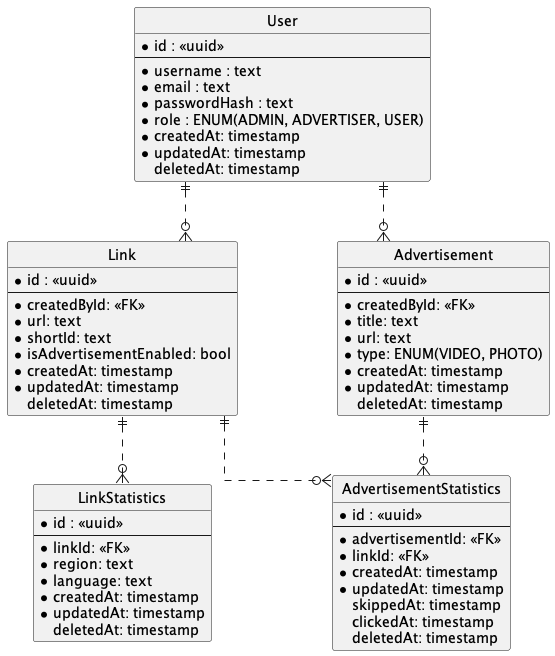 User
id : «uuid»
username : text
email : text
passwordHash : text
role : ENUM(ADMIN, ADVERTISER, USER)
createdAt: timestamp
updatedAt: timestamp
deletedAt: timestamp
Link
id : «uuid»
createdById: «FK»
url: text
shortId: text
isAdvertisementEnabled: bool
createdAt: timestamp
updatedAt: timestamp
deletedAt: timestamp
Advertisement
id : «uuid»
createdById: «FK»
title: text
url: text
type: ENUM(VIDEO, PHOTO)
createdAt: timestamp
updatedAt: timestamp
deletedAt: timestamp
LinkStatistics
id : «uuid»
linkId: «FK»
region: text
language: text
createdAt: timestamp
updatedAt: timestamp
deletedAt: timestamp
AdvertisementStatistics
id : «uuid»
advertisementId: «FK»
linkId: «FK»
createdAt: timestamp
updatedAt: timestamp
skippedAt: timestamp
clickedAt: timestamp
deletedAt: timestamp